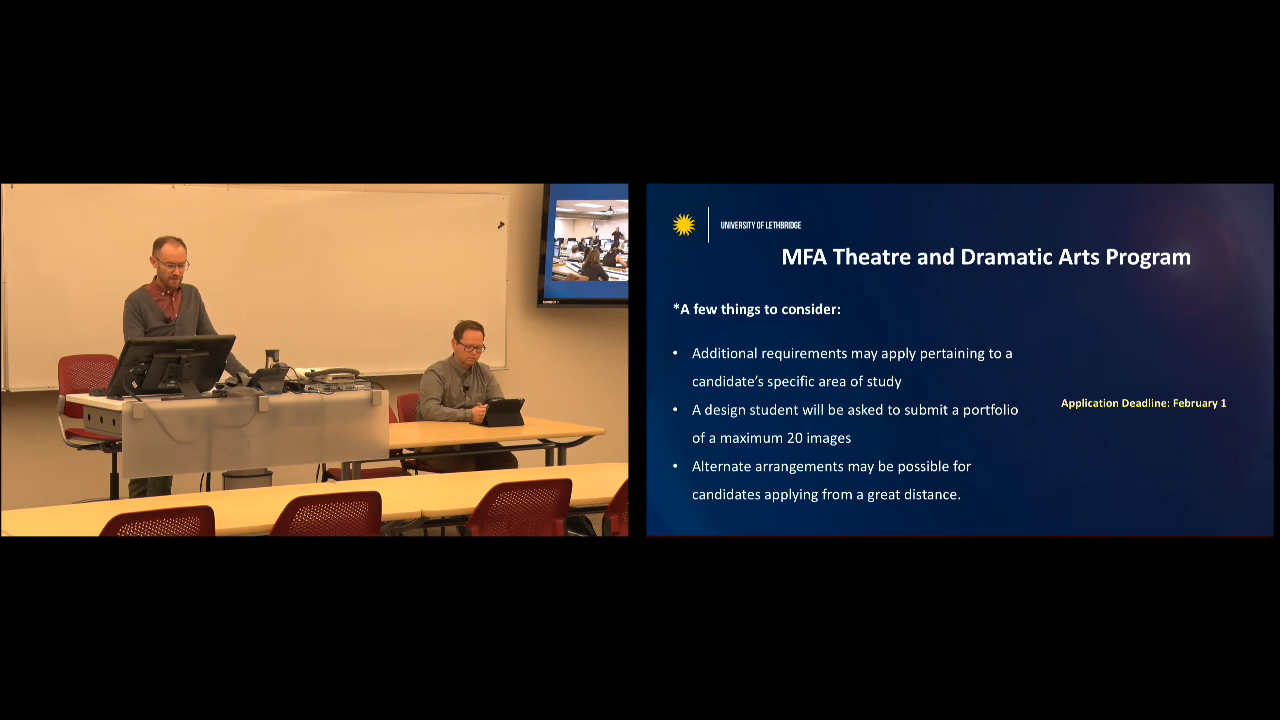 UNIVERSITY OF LETHBRIDGE
MFA Theatre and Dramatic Arts Program
*A few things to consider:
• Additional requirements may apply pertaining to a
candidate's specific area of study
• A design student will be asked to submit a portfolio
of a maximum 20 images
• Alternate arrangements may be possible for
candidates applying from a great distance.
Application Deadline: February 1